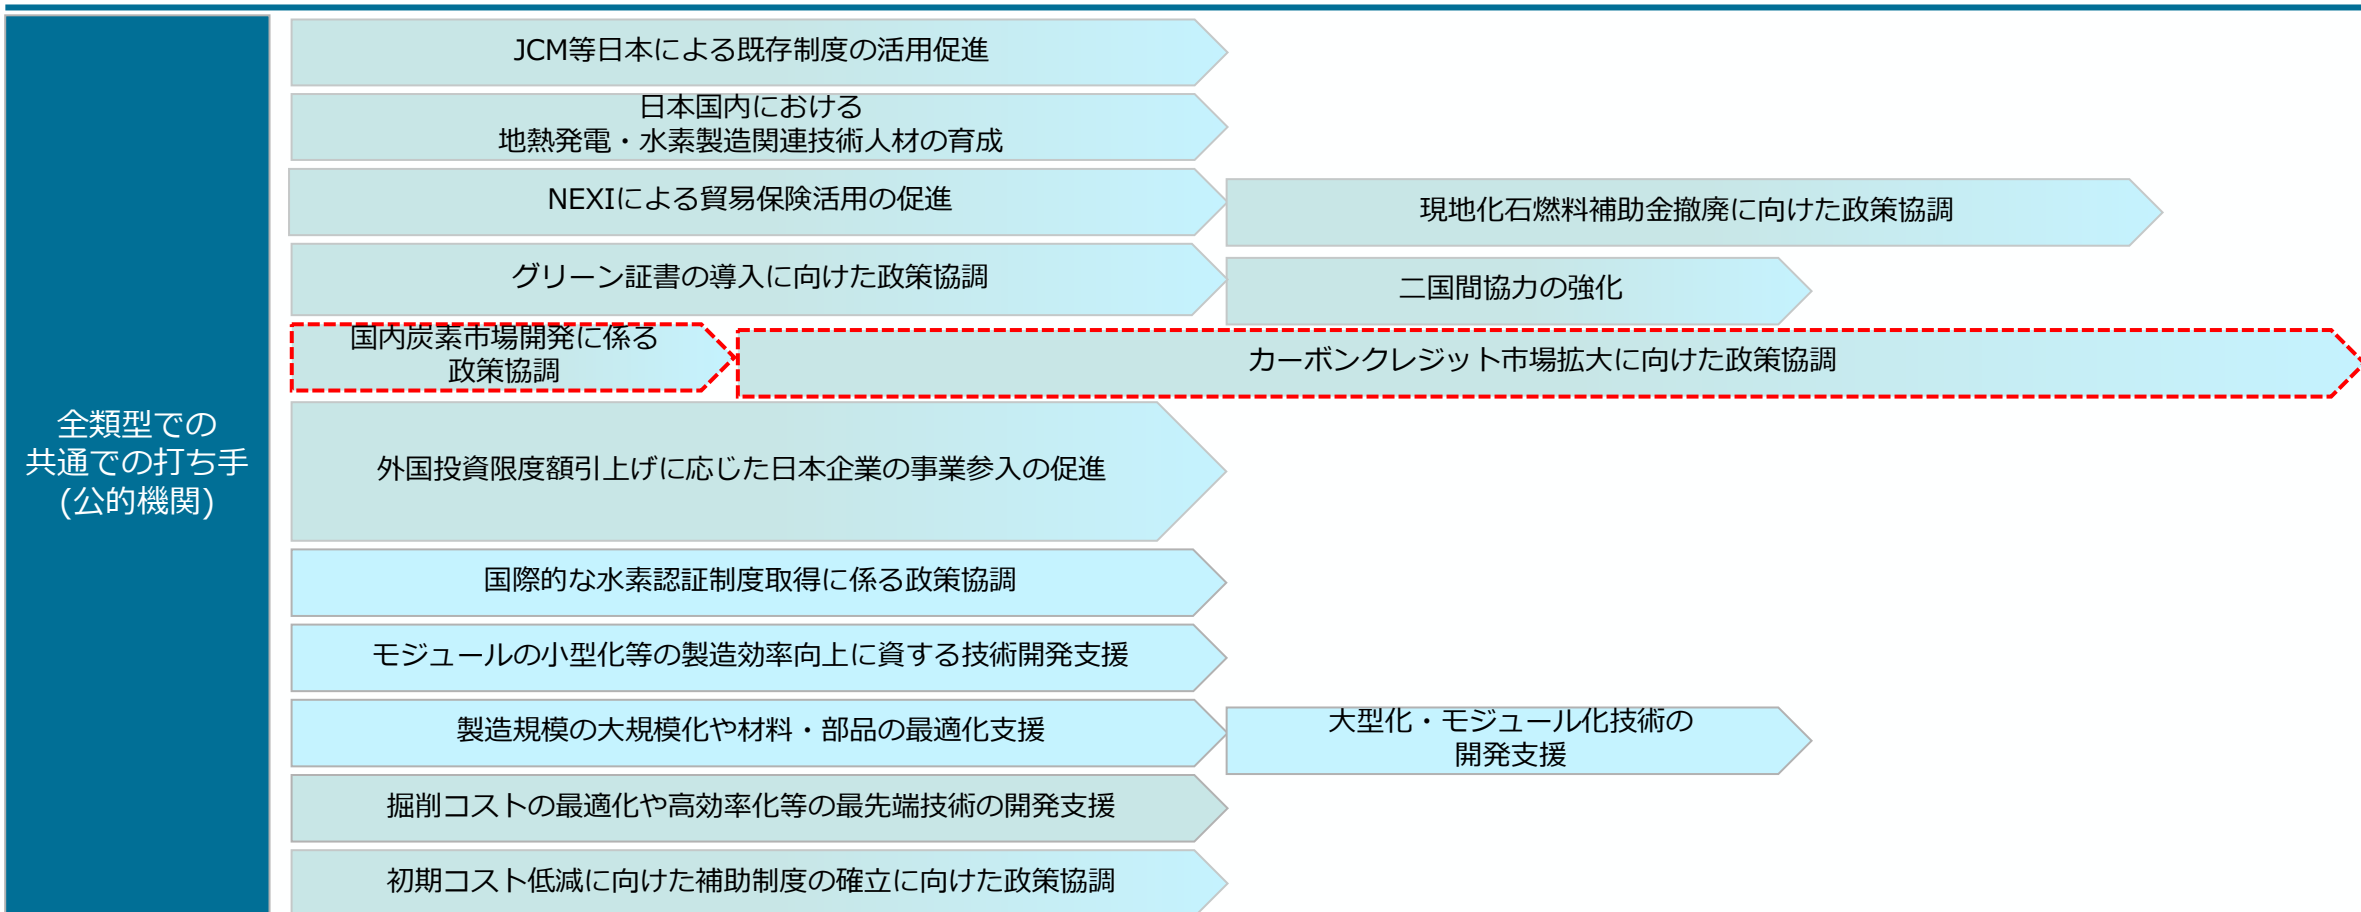 全類型での
共通での打ち手
(公的機関)
JCM等日本による既存制度の活用促進
日本国内における
地熱発電・水素製造関連技術人材の育成
NEXIによる貿易保険活用の促進
現地化石燃料補助金撤廃に向けた政策協調
グリーン証書の導入に向けた政策協調
二国間協力の強化
国内炭素市場開発に係る
政策協調
カーボンクレジット市場拡大に向けた政策協調
外国投資限度額引上げに応じた日本企業の事業参入の促進
国際的な水素認証制度取得に係る政策協調
モジュールの小型化等の製造効率向上に資する技術開発支援
製造規模の大規模化や材料・部品の最適化支援
大型化・モジュール化技術の
開発支援
掘削コストの最適化や高効率化等の最先端技術の開発支援
初期コスト低減に向けた補助制度の確立に向けた政策協調